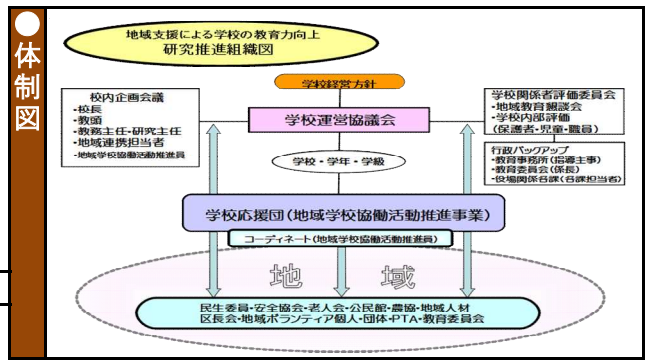 ●体制図
地域支援による学校の教育力向上
研究推進組織図
学校経営方針
校内企画会議
・校長
・教頭
・教務主任・研究主任
・地域連携担当者
・地域学校協働活動推進員
学校運営協議会
学校関係者評価委員会
・地域教育懇談会
・学校内部評価
(保護者・児童・職員)
行政バックアップ
・教育事務所(指導主事)
・教育委員会(係長)
・役場関係各課(各課担当者)
学校・学年・学級
学校応援団(地域学校協働活動推進事業)
コーディネート(地域学校協働活動推進員)
地域
民生委員・安全協会・老人会・公民館・農協・地域人材
区長会・地域ボランティア個人・団体・PTA・教育委員会